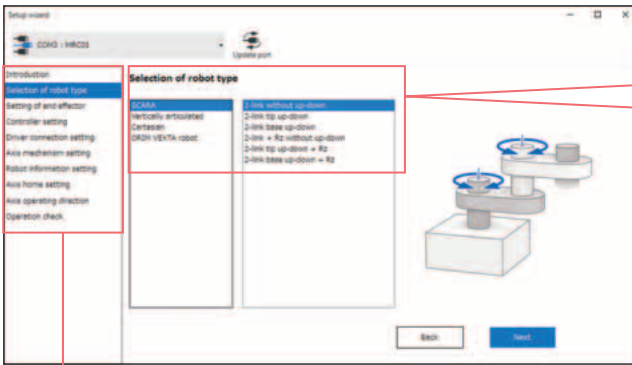 Setup wizard
COM3 : MRC01
Update port
Introduction
Selection of robot type
Setting of end effector
Controller setting
Driver connection setting
Axis mechanism setting
Robot information setting
Axis home setting
Axis operating direction
Operation check
Selection of robot type
SCARA
Vertically articulated
Cartesian
ORIM VEXTA robot
2-link without up-down
2-link tip up-down
2-link base up-down
2-link + Rz without up-down
2-link tip up-down + Rz
2-link base up-down + Rz
Back
Next